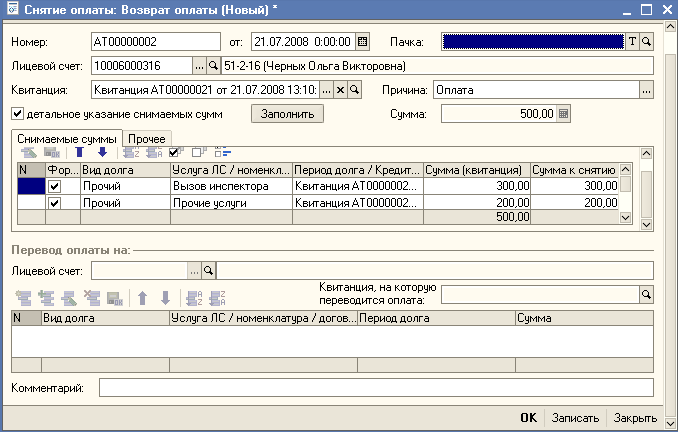 Снятие оплаты: Возврат оплаты (Новый) *
Номер: АТ00000002 от: 21.07.2008 0:00:00 Пачка: T
Лицевой счет: 10006000316 ... 51-2-16 (Черных Ольга Викторовна)
Квитанция: Квитанция АТ00000021 от 21.07.2008 13:10: ... Причина: Оплата ...
детальное указание снимаемых сумм Заполнить Сумма: 500,00
Снимаемые суммы Прочее
N Фор... Вид долга Услуга ЛС / номенкл... Период долга / Кредит... Сумма (квитанция) Сумма к снятию
Прочий Вызов инспектора Квитанция АТ0000002... 300,00 300,00
Прочий Прочие услуги Квитанция АТ0000002... 200,00 200,00
500,00
Перевод оплаты на:
Лицевой счет: ...
Квитанция, на которую
переводится оплата:
N Вид долга Услуга ЛС / номенклатура / догов... Период долга Сумма
Комментарий:
OK Записать Закрыть